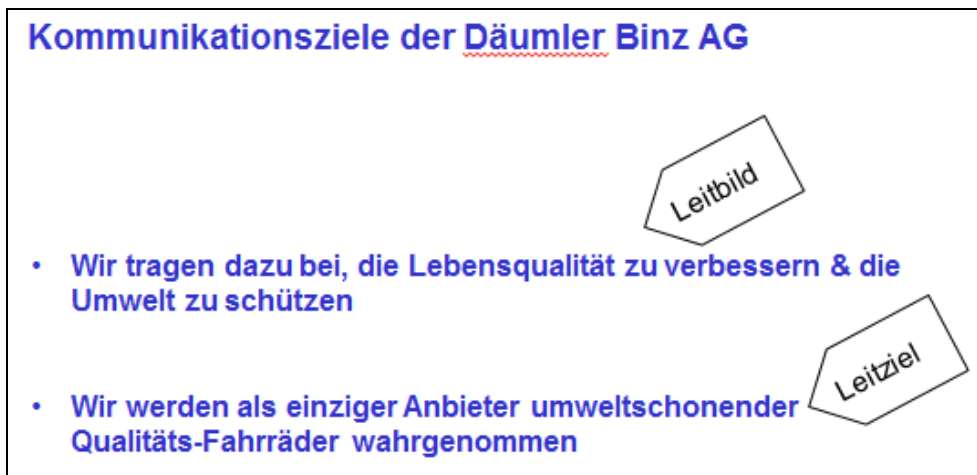 Kommunikationsziele der Däumler Binz AG
Leitbild
• Wir tragen dazu bei, die Lebensqualität zu verbessern & die
Umwelt zu schützen
Leitziel
• Wir werden als einziger Anbieter umweltschonender
Qualitäts-Fahrräder wahrgenommen